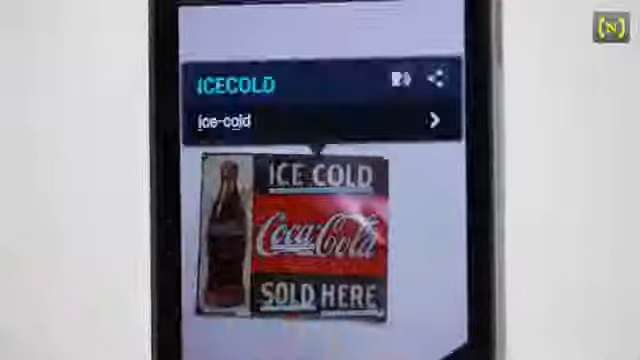 (N)
ICECOLD
ice-cold
ICE COLD
Coca-Cola
SOLD HERE